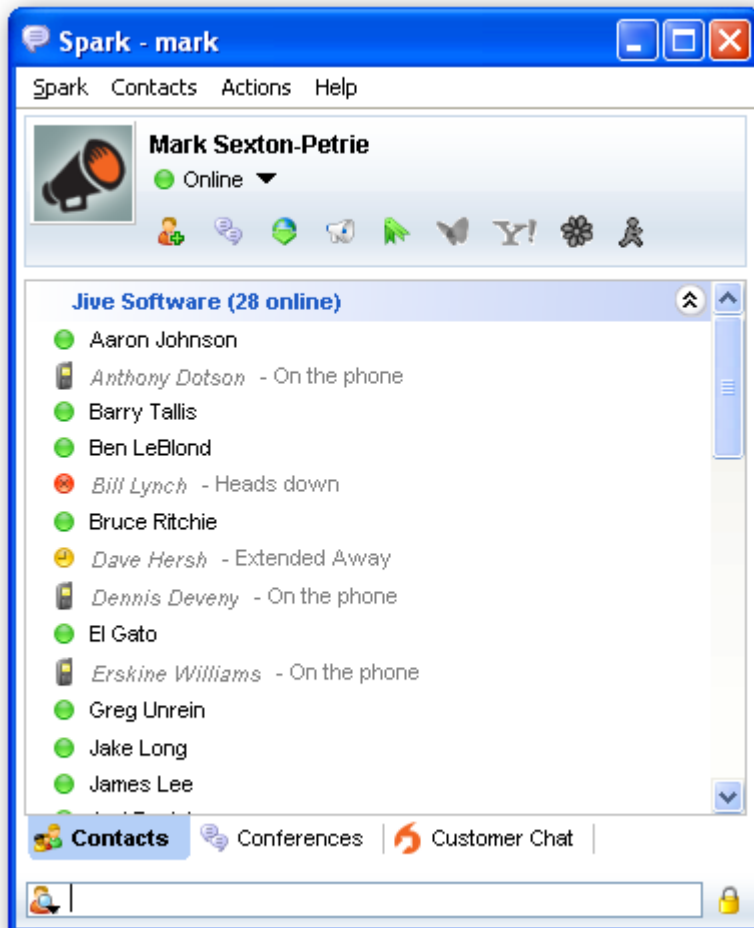 Spark - mark
Spark Contacts Actions Help
Mark Sexton-Petrie
Online
Y!
Jive Software (28 online)
Aaron Johnson
Anthony Dotson - On the phone
Barry Tallis
Ben LeBlond
Bill Lynch - Heads down
Bruce Ritchie
Dave Hersh - Extended Away
Dennis Deveny - On the phone
El Gato
Erskine Williams - On the phone
Greg Unrein
Jake Long
James Lee
Contacts Conferences Customer Chat